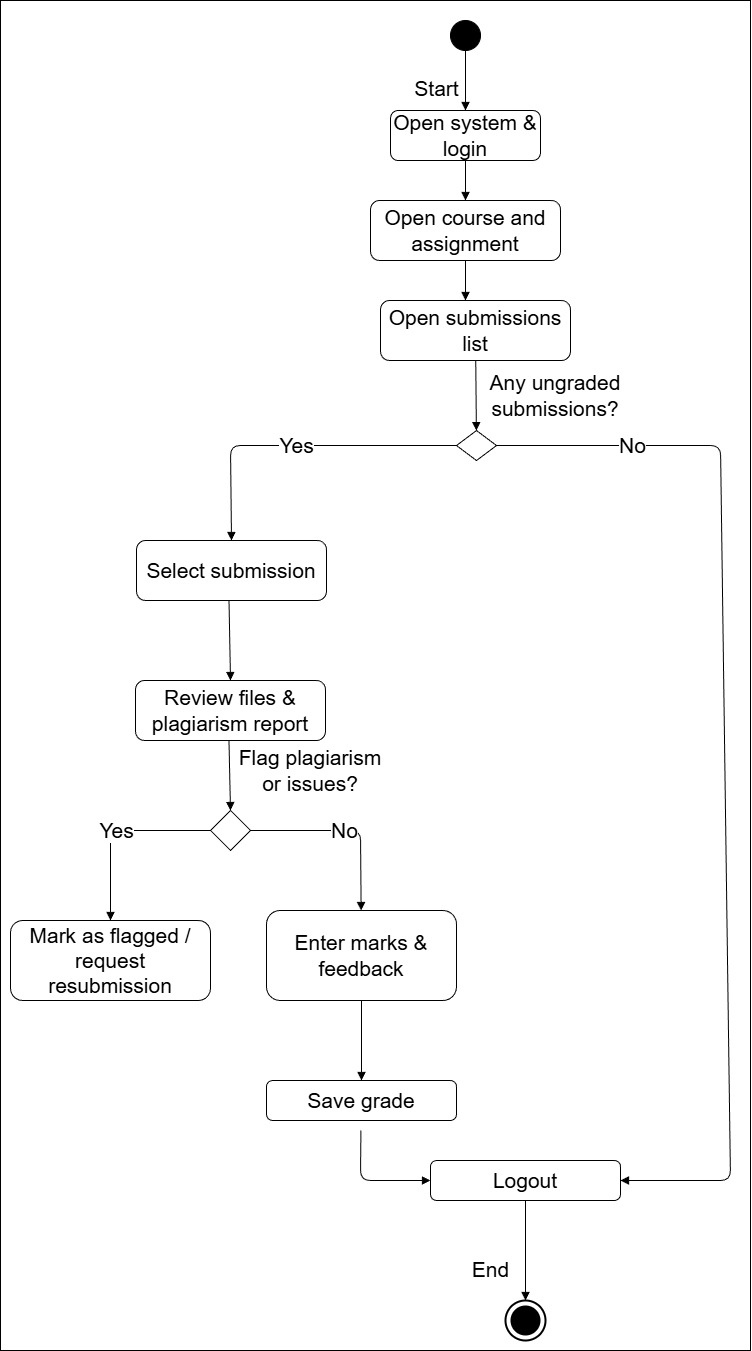 Start
Open system &
login
Open course and
assignment
Open submissions
list
Any ungraded
submissions?
Yes
No
Select submission
Review files &
plagiarism report
Flag plagiarism
or issues?
Yes
No
Mark as flagged /
request
resubmission
Enter marks &
feedback
Save grade
Logout
End